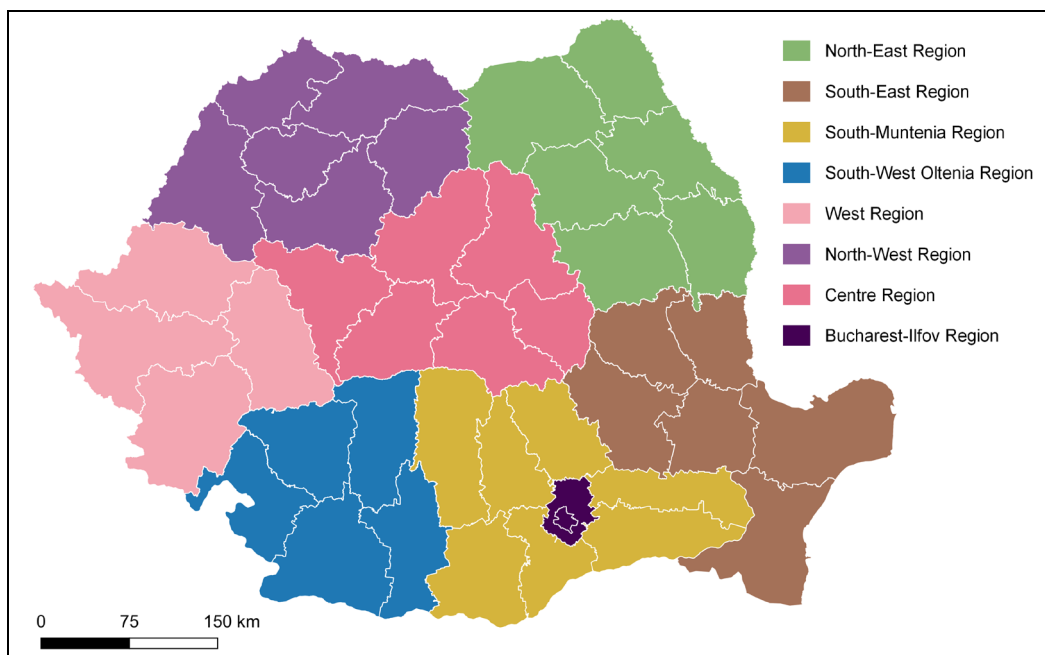 North-East Region
South-East Region
South-Muntenia Region
South-West Oltenia Region
West Region
North-West Region
Centre Region
Bucharest-Ilfov Region
0 75 150 km